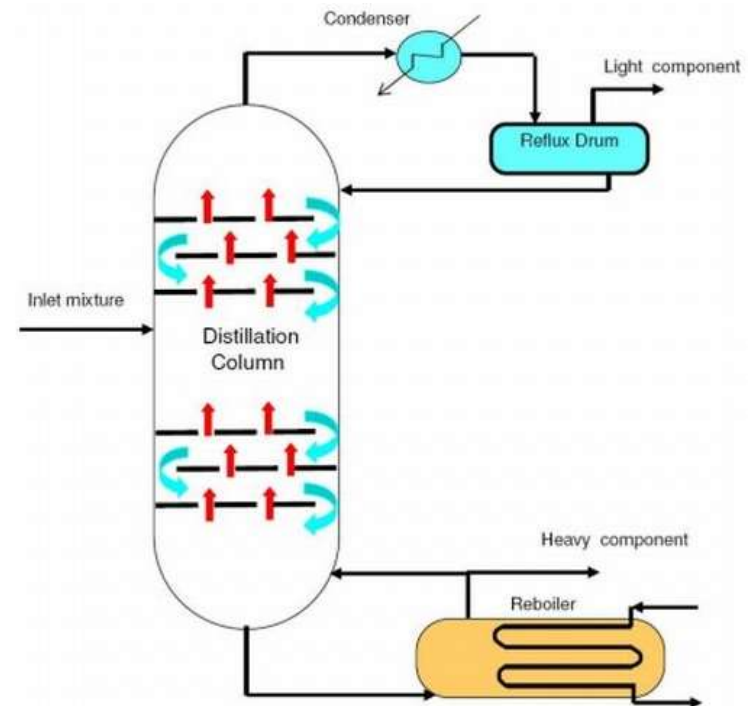 Condenser
Light component
Reflux Drum
Inlet mixture
Distillation
Column
Heavy component
Reboiler